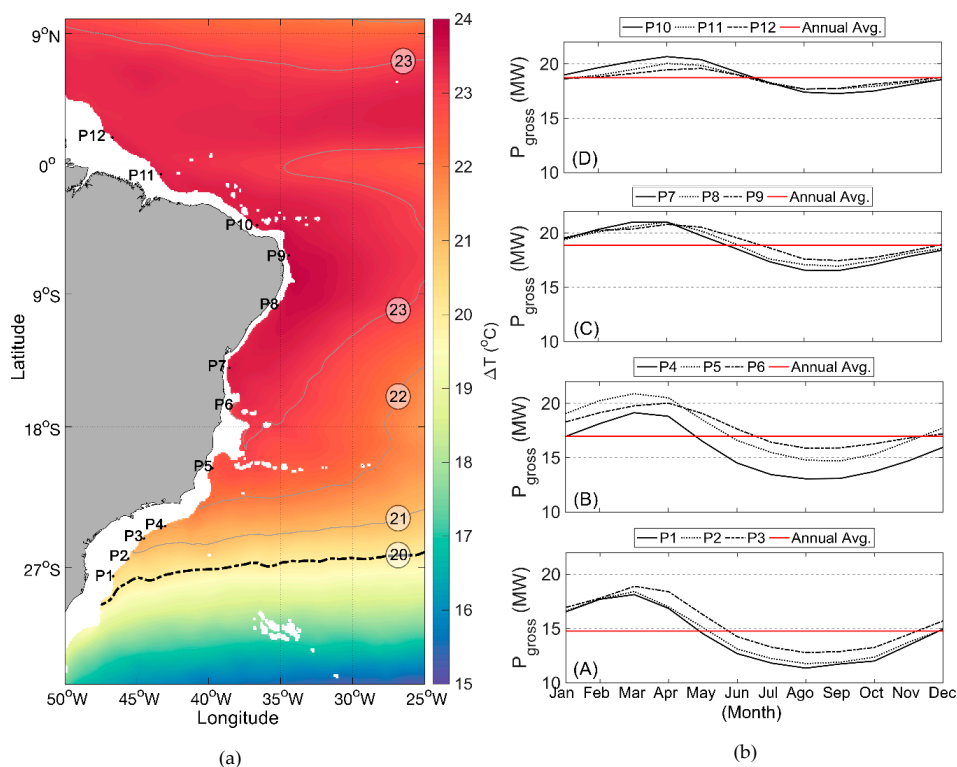 9°N
0°
9°S
18°S
27°S
Latitude
50°W 45°W 40°W 35°W 30°W 25°W
Longitude
P12
P11
P10
P9
P8
P7
P6
P5
P4
P3
P2
P1
23
23
22
21
20
24
23
22
21
20
19
18
17
16
15
ΔT (°C)
(a)
P10 P11 P12 Annual Avg.
20
15
10
P gross (MW)
(D)
P7 P8 P9 Annual Avg.
20
15
10
P gross (MW)
(C)
P4 P5 P6 Annual Avg.
20
15
10
P gross (MW)
(B)
P1 P2 P3 Annual Avg.
20
15
10
P gross (MW)
(A)
Jan Feb Mar Apr May Jun Jul Ago Sep Oct Nov Dec
(Month)
(b)